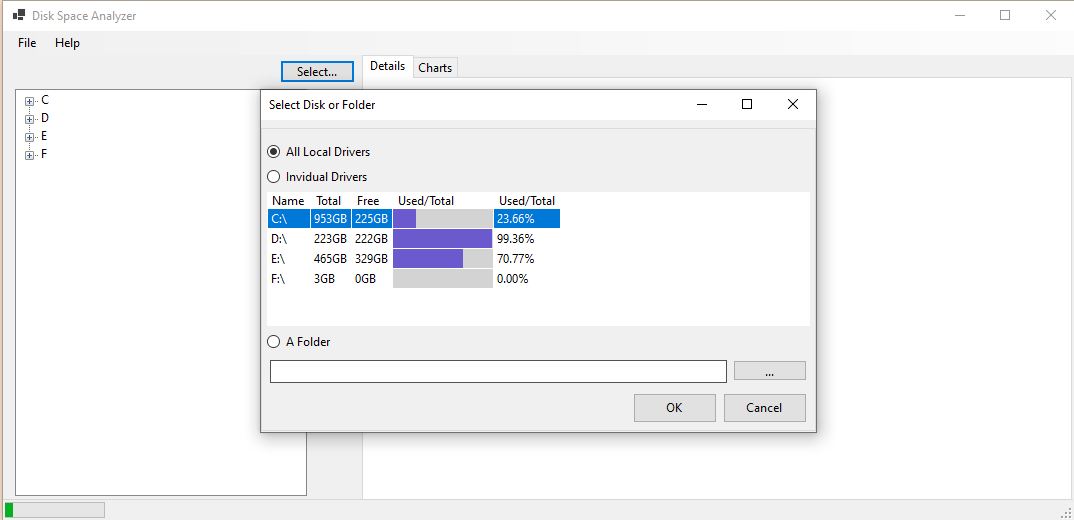 Disk Space Analyzer
File Help
Select... Details Charts
C
D
E
F
Select Disk or Folder
All Local Drivers
Invidual Drivers
Name Total Free Used/Total Used/Total
C:\ 953GB 225GB 23.66%
D:\ 223GB 222GB 99.36%
E:\ 465GB 329GB 70.77%
F:\ 3GB 0GB 0.00%
A Folder
...
OK Cancel